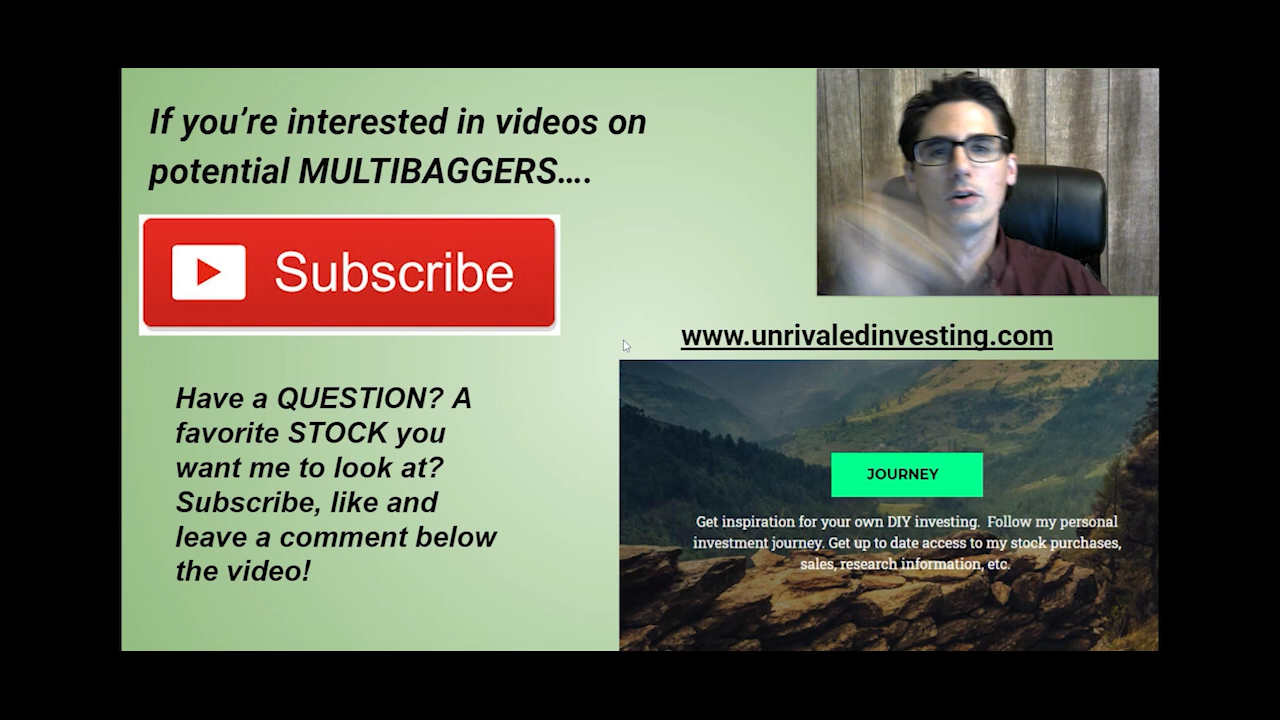 If you’re interested in videos on
potential MULTIBAGGERS….
Subscribe
www.unrivaledinvesting.com
Have a QUESTION? A
favorite STOCK you
want me to look at?
Subscribe, like and
leave a comment below
the video!
JOURNEY
Get inspiration for your own DIY investing. Follow my personal
investment journey. Get up to date access to my stock purchases,
sales, research information, etc.